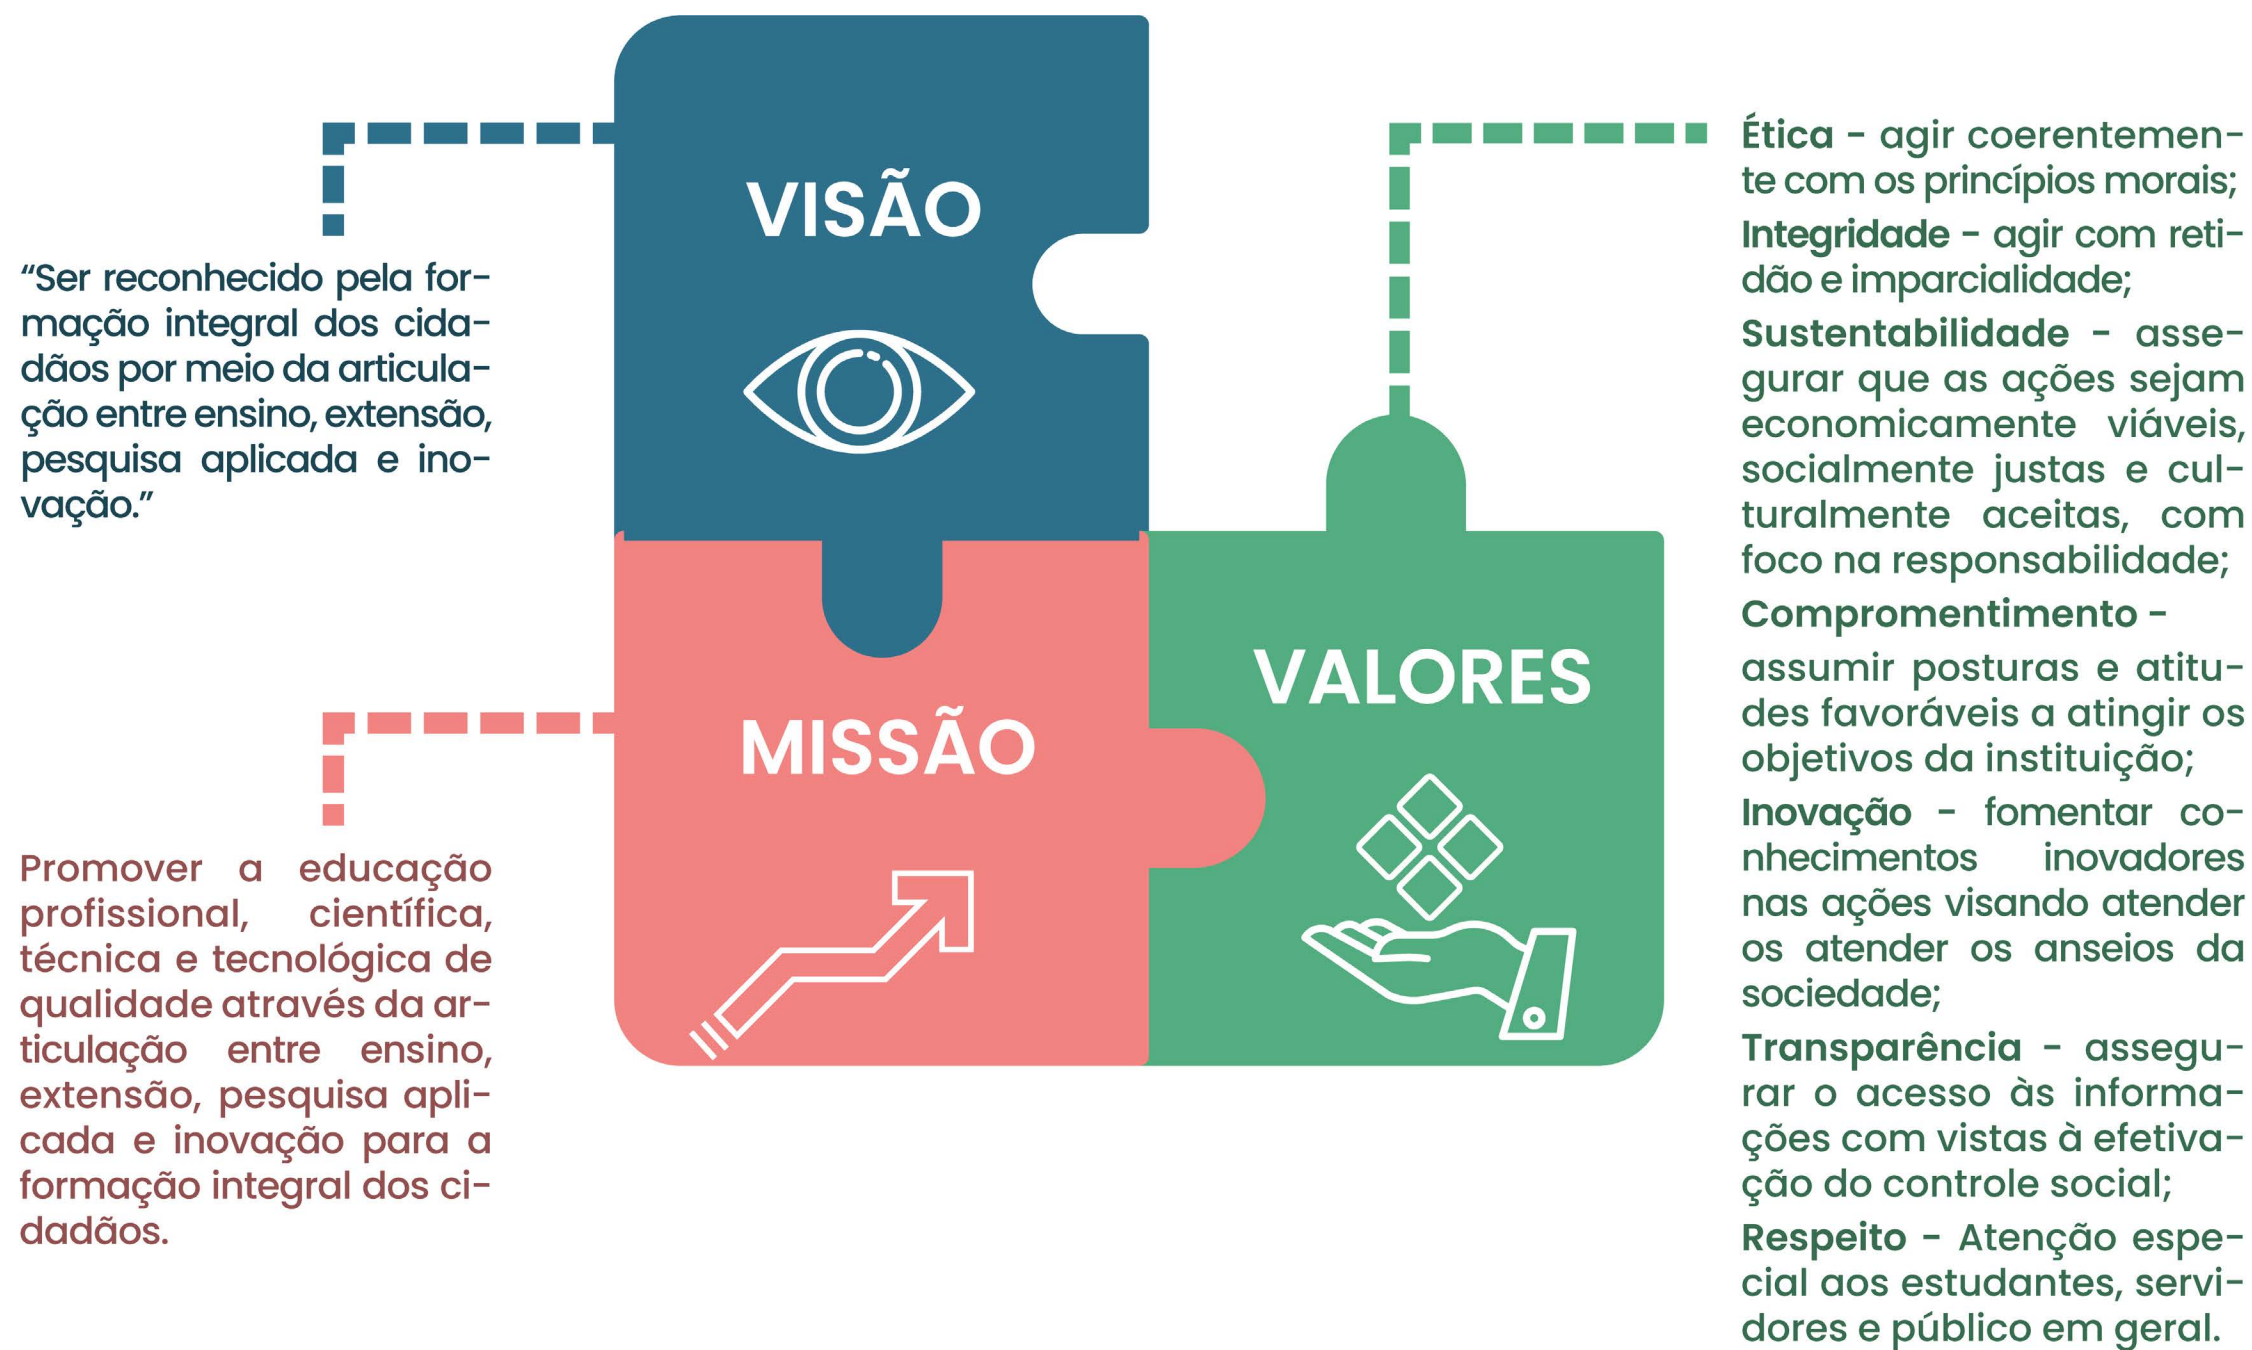 VISÃO
“Ser reconhecido pela for-
mação integral dos cida-
dãos por meio da articula-
ção entre ensino, extensão,
pesquisa aplicada e ino-
vação.”
MISSÃO
Promover a educação
profissional, científica,
técnica e tecnológica de
qualidade através da ar-
ticulação entre ensino,
extensão, pesquisa apli-
cada e inovação para a
formação integral dos ci-
dadãos.
VALORES
Ética - agir coerentemen-
te com os princípios morais;
Integridade - agir com reti-
dão e imparcialidade;
Sustentabilidade - asse-
gurar que as ações sejam
economicamente viáveis,
socialmente justas e cul-
turalmente aceitas, com
foco na responsabilidade;
Compromentimento -
assumir posturas e atitu-
des favoráveis a atingir os
objetivos da instituição;
Inovação - fomentar co-
nhecimentos inovadores
nas ações visando atender
os atender os anseios da
sociedade;
Transparência - assegu-
rar o acesso às informa-
ções com vistas à efetiva-
ção do controle social;
Respeito - Atenção espe-
cial aos estudantes, servi-
dores e público em geral.